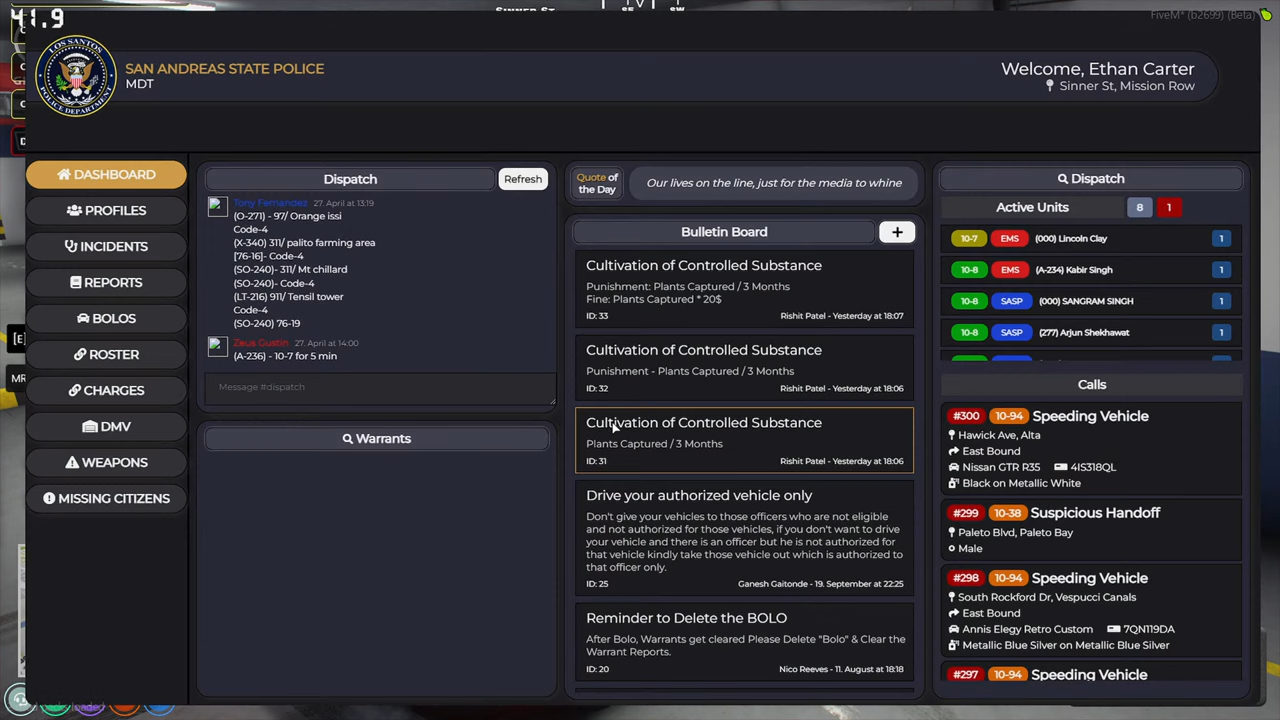 41.9
SINNER ST
SE
SW
FiveM* (b2699) (Beta)
LOS SANTOS
POLICE DEPARTMENT
SAN ANDREAS STATE POLICE
MDT
Welcome, Ethan Carter
Sinner St, Mission Row
DASHBOARD
PROFILES
INCIDENTS
REPORTS
BOLOS
ROSTER
CHARGES
DMV
WEAPONS
MISSING CITIZENS
Dispatch
Refresh
Tony Fernandez 27. April at 13:19
(O-271) - 97/ Orange issi
Code-4
(X-340) 311/ palito farming area
[76-16]- Code-4
(SO-240)- 311/ Mt chillard
(SO-240)- Code-4
(LT-216) 911/ Tensil tower
Code-4
(SO-240) 76-19
Zeus Gustin 27. April at 14:00
(A-236) - 10-7 for 5 min
Message #dispatch
Warrants
Quote of
the Day
Our lives on the line, just for the media to whine
Bulletin Board
+
Cultivation of Controlled Substance
Punishment: Plants Captured / 3 Months
Fine: Plants Captured * 20$
ID: 33 Rishit Patel - Yesterday at 18:07
Cultivation of Controlled Substance
Punishment - Plants Captured / 3 Months
ID: 32 Rishit Patel - Yesterday at 18:06
Cultivation of Controlled Substance
Plants Captured / 3 Months
ID: 31 Rishit Patel - Yesterday at 18:06
Drive your authorized vehicle only
Don't give your vehicles to those officers who are not eligible
and not authorized for those vehicles, if you don't want to drive
your vehicle and there is an officer but he is not authorized for
that vehicle kindly take those vehicle out which is authorized to
that officer only.
ID: 25 Ganesh Gaitonde - 19. September at 22:25
Reminder to Delete the BOLO
After Bolo, Warrants get cleared Please Delete "Bolo" & Clear the
Warrant Reports.
ID: 20 Nico Reeves - 11. August at 18:18
Dispatch
Active Units 8 1
10-7 EMS (000) Lincoln Clay 1
10-8 EMS (A-234) Kabir Singh 1
10-8 SASP (000) SANGRAM SINGH 1
10-8 SASP (277) Arjun Shekhawat 1
Calls
#300 10-94 Speeding Vehicle
Hawick Ave, Alta
East Bound
Nissan GTR R35 4IS318QL
Black on Metallic White
#299 10-38 Suspicious Handoff
Paleto Blvd, Paleto Bay
Male
#298 10-94 Speeding Vehicle
South Rockford Dr, Vespucci Canals
East Bound
Annis Elegy Retro Custom 7QN119DA
Metallic Blue Silver on Metallic Blue Silver
#297 10-94 Speeding Vehicle
[E]
MR